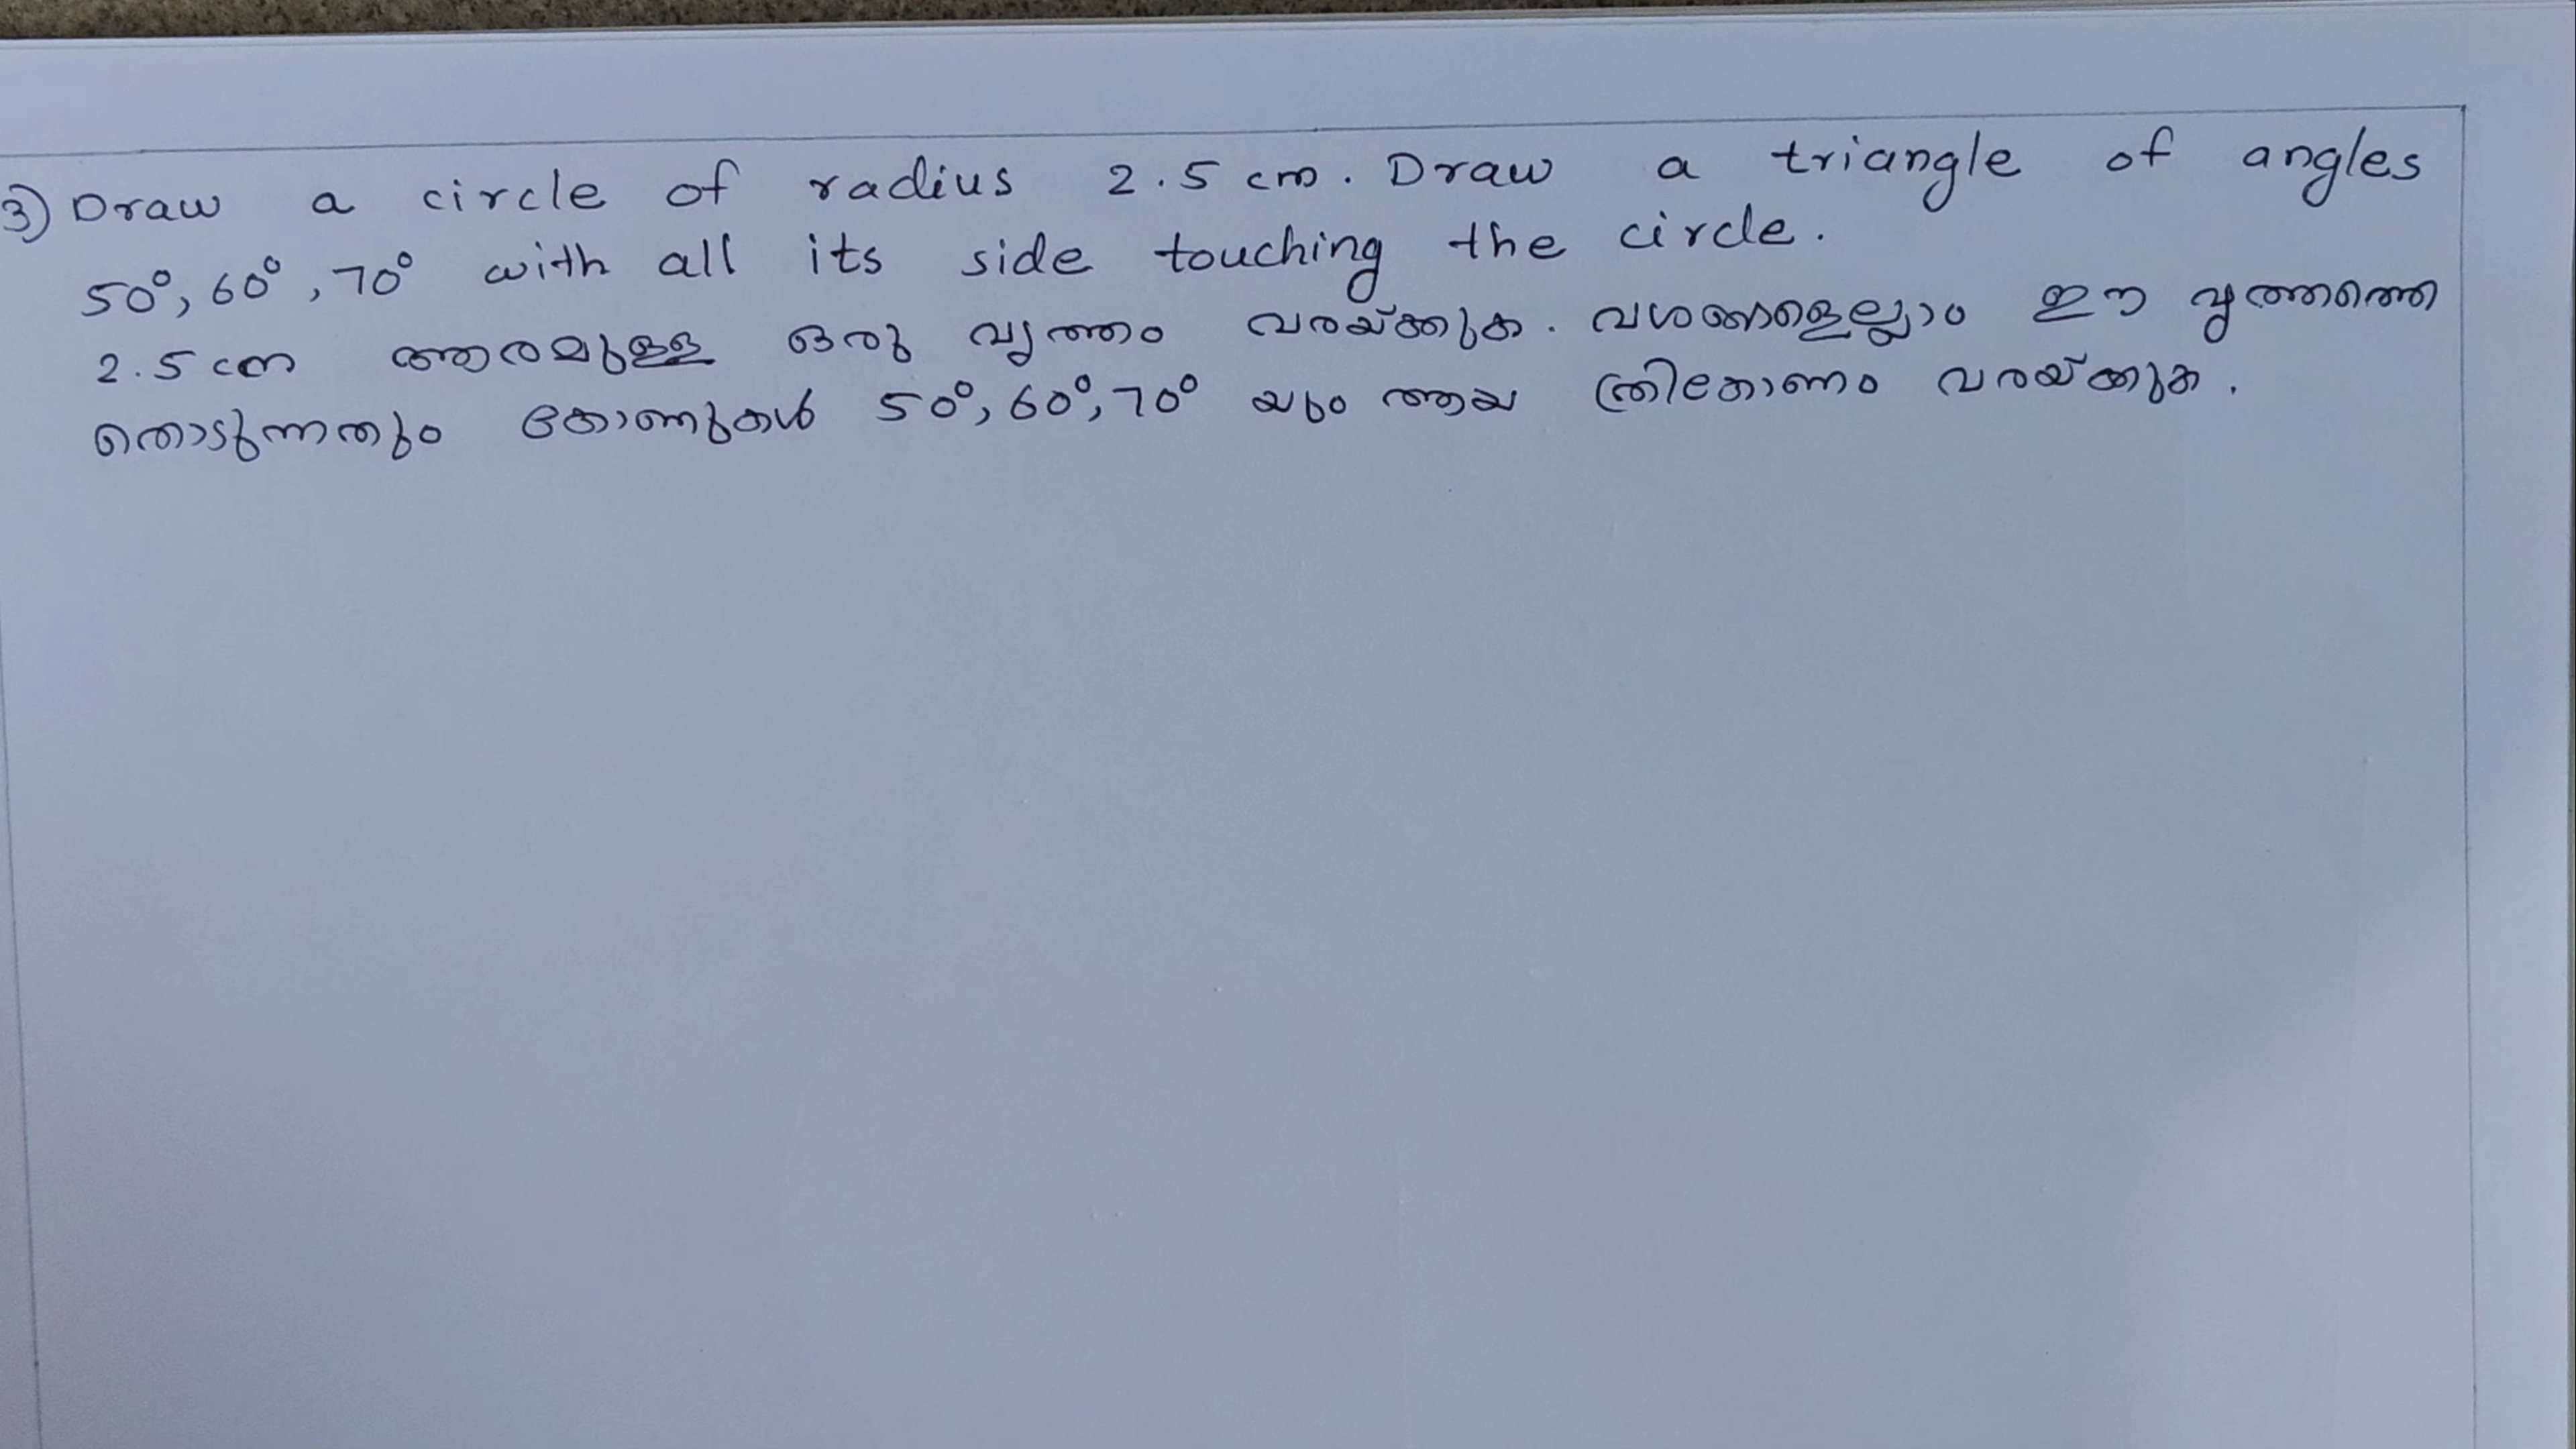 3) Draw a circle of radius 2.5 cm. Draw a triangle of angles
50°, 60°, 70° with all its side touching the circle.
2.5 cm ആരമുള്ള ഒരു വൃത്തം വരയ്ക്കുക. വശങ്ങളെല്ലാം ഈ വൃത്തത്തെ
തൊടുന്നതും കോണുകൾ 50°, 60°, 70° യും ആയ ത്രികോണം വരയ്ക്കുക.